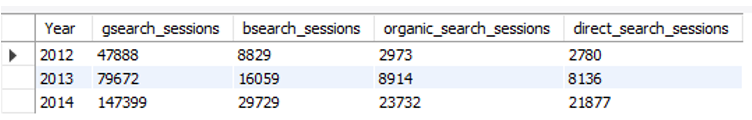 Year gsearch_sessions bsearch_sessions organic_search_sessions direct_search_sessions
2012 47888 8829 2973 2780
2013 79672 16059 8914 8136
2014 147399 29729 23732 21877